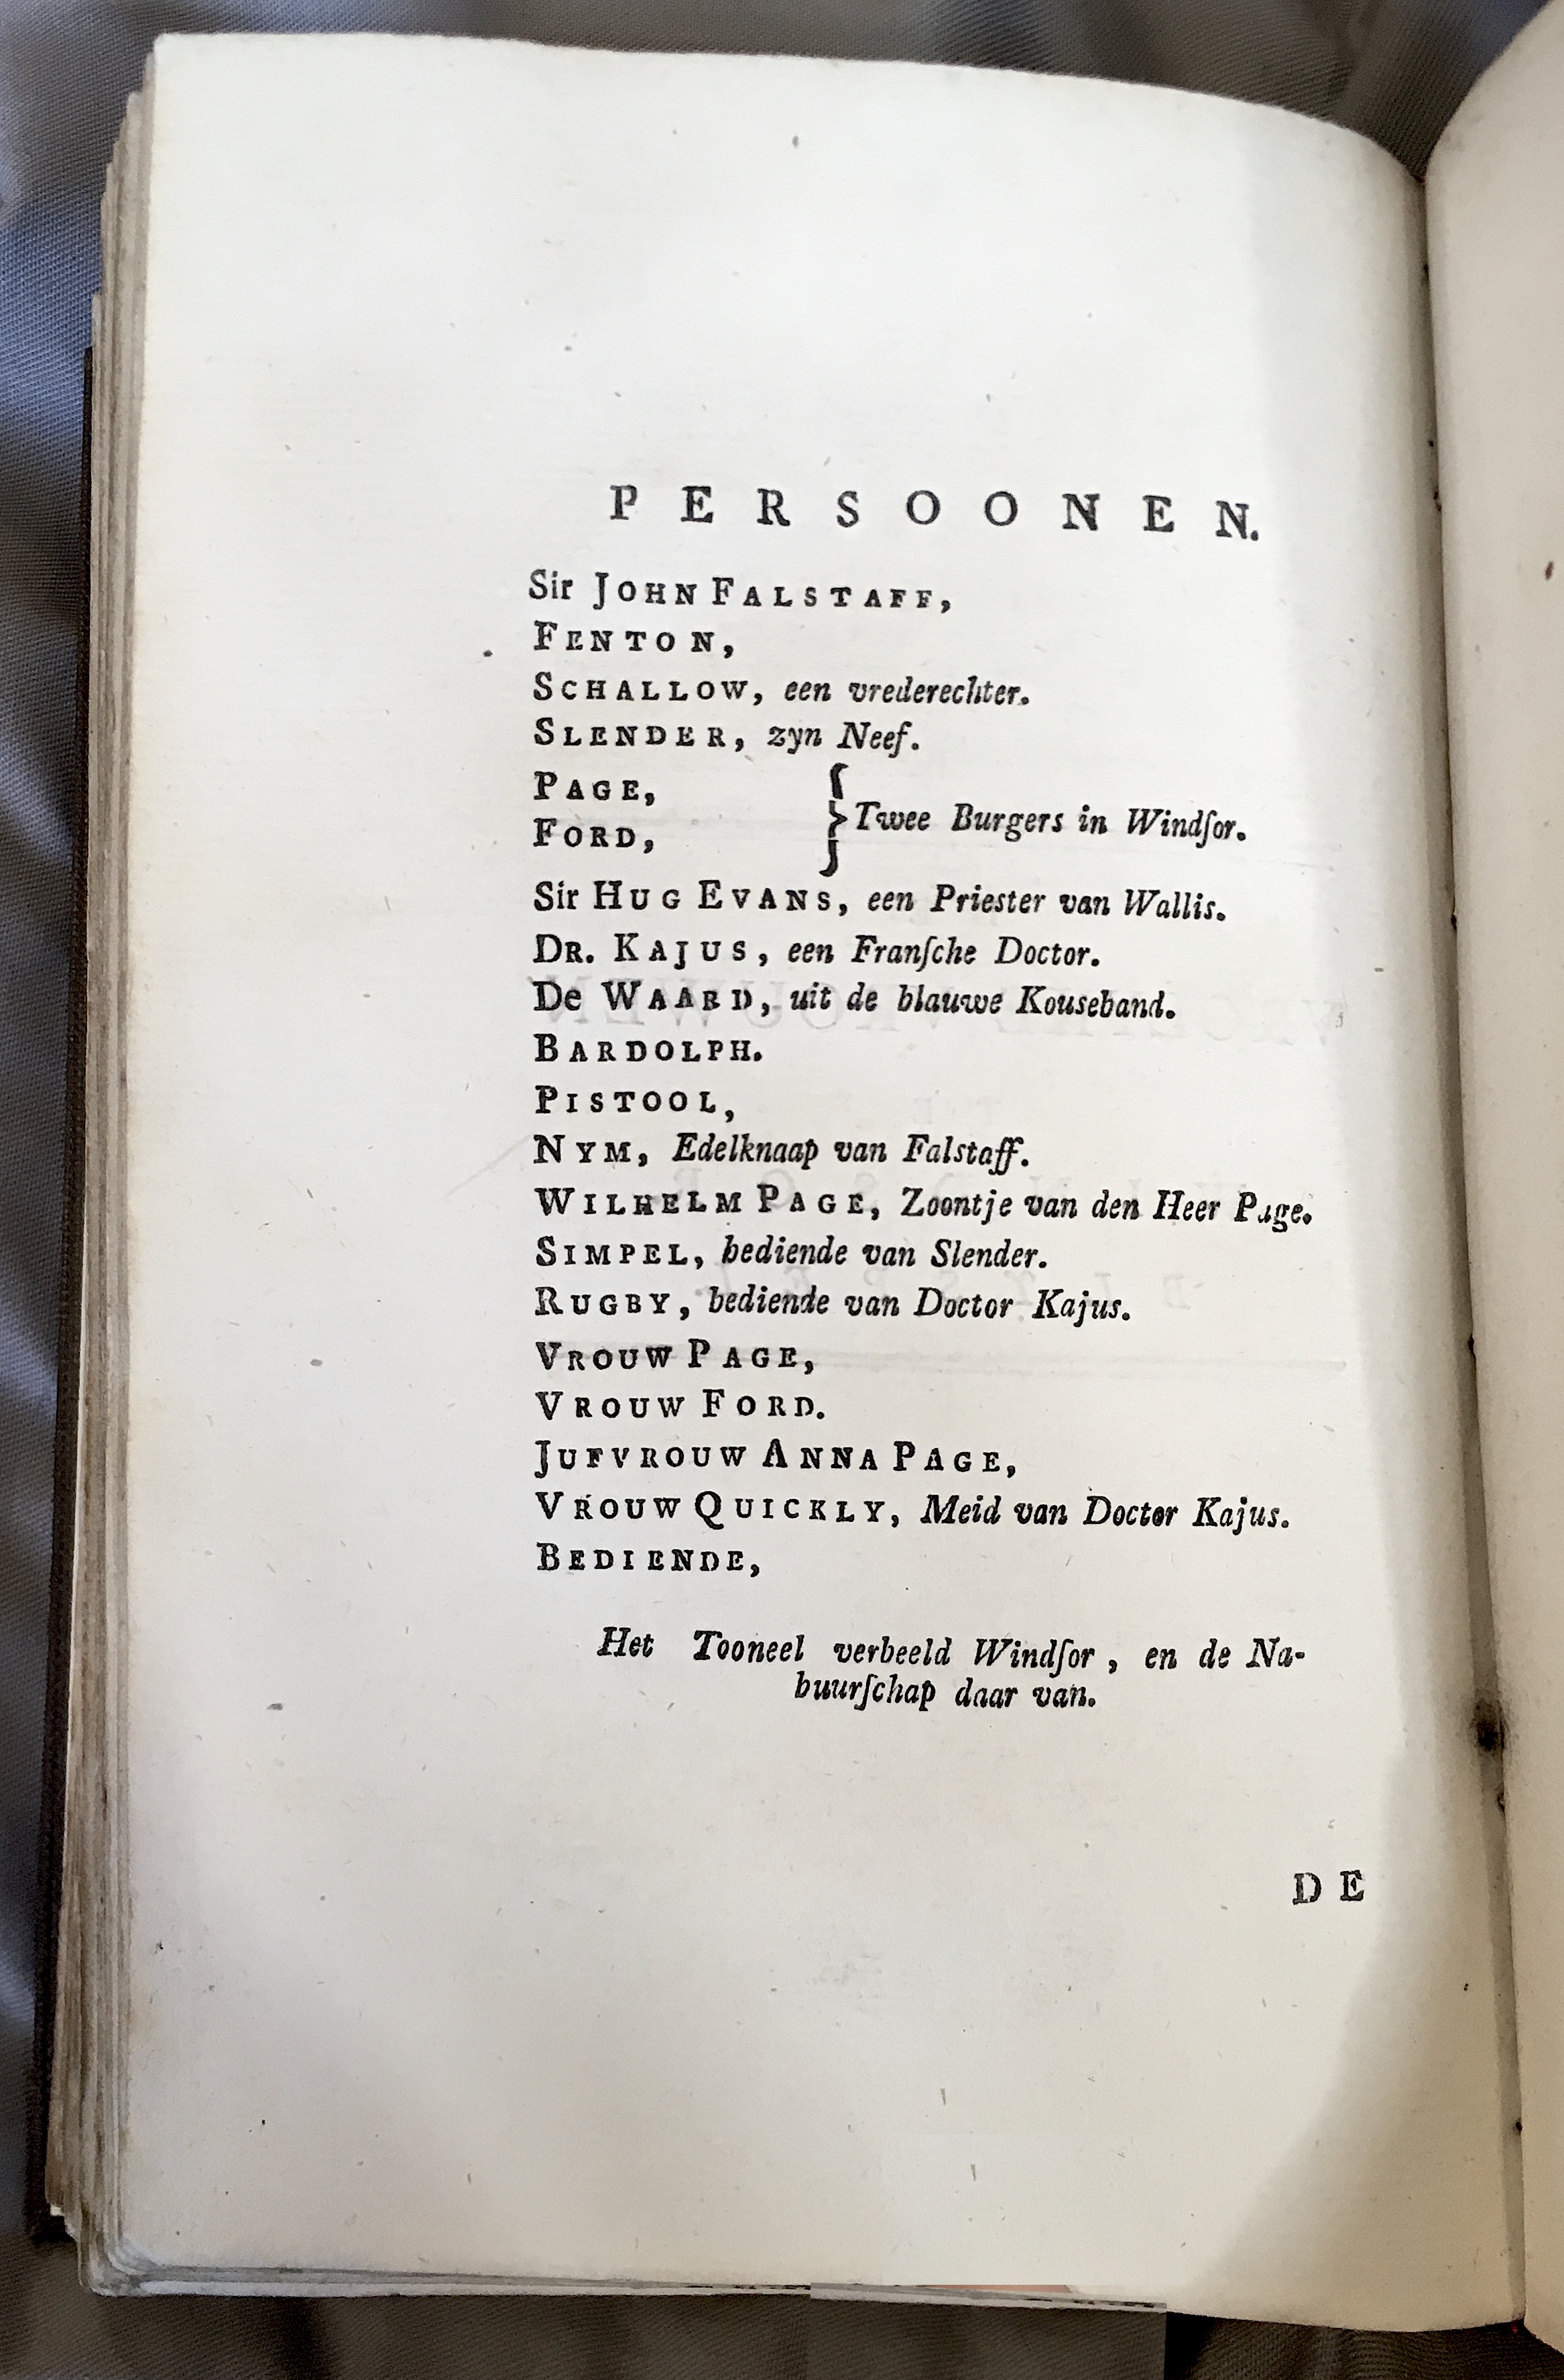 PERSOONEN.
Sir JOHN FALSTAFF,
FENTON,
SCHALLOW, een vrederechter.
SLENDER, zyn Neef.
PAGE,
FORD,
} Twee Burgers in Windſor.
Sir HUG EVANS, een Priester van Wallis.
DR. KAJUS, een Franſche Doctor.
De WAARD, uit de blauwe Kouseband.
BARDOLPH.
PISTOOL,
NYM, Edelknaap van Falstaff.
WILHELM PAGE, Zoontje van den Heer Page.
SIMPEL, bediende van Slender.
RUGBY, bediende van Doctor Kajus.
VROUW PAGE,
VROUW FORD.
JUFVROUW ANNA PAGE,
VROUW QUICKLY, Meid van Doctor Kajus.
BEDIENDE,
Het Tooneel verbeeld Windſor, en de Na-
buurſchap daar van.
DE